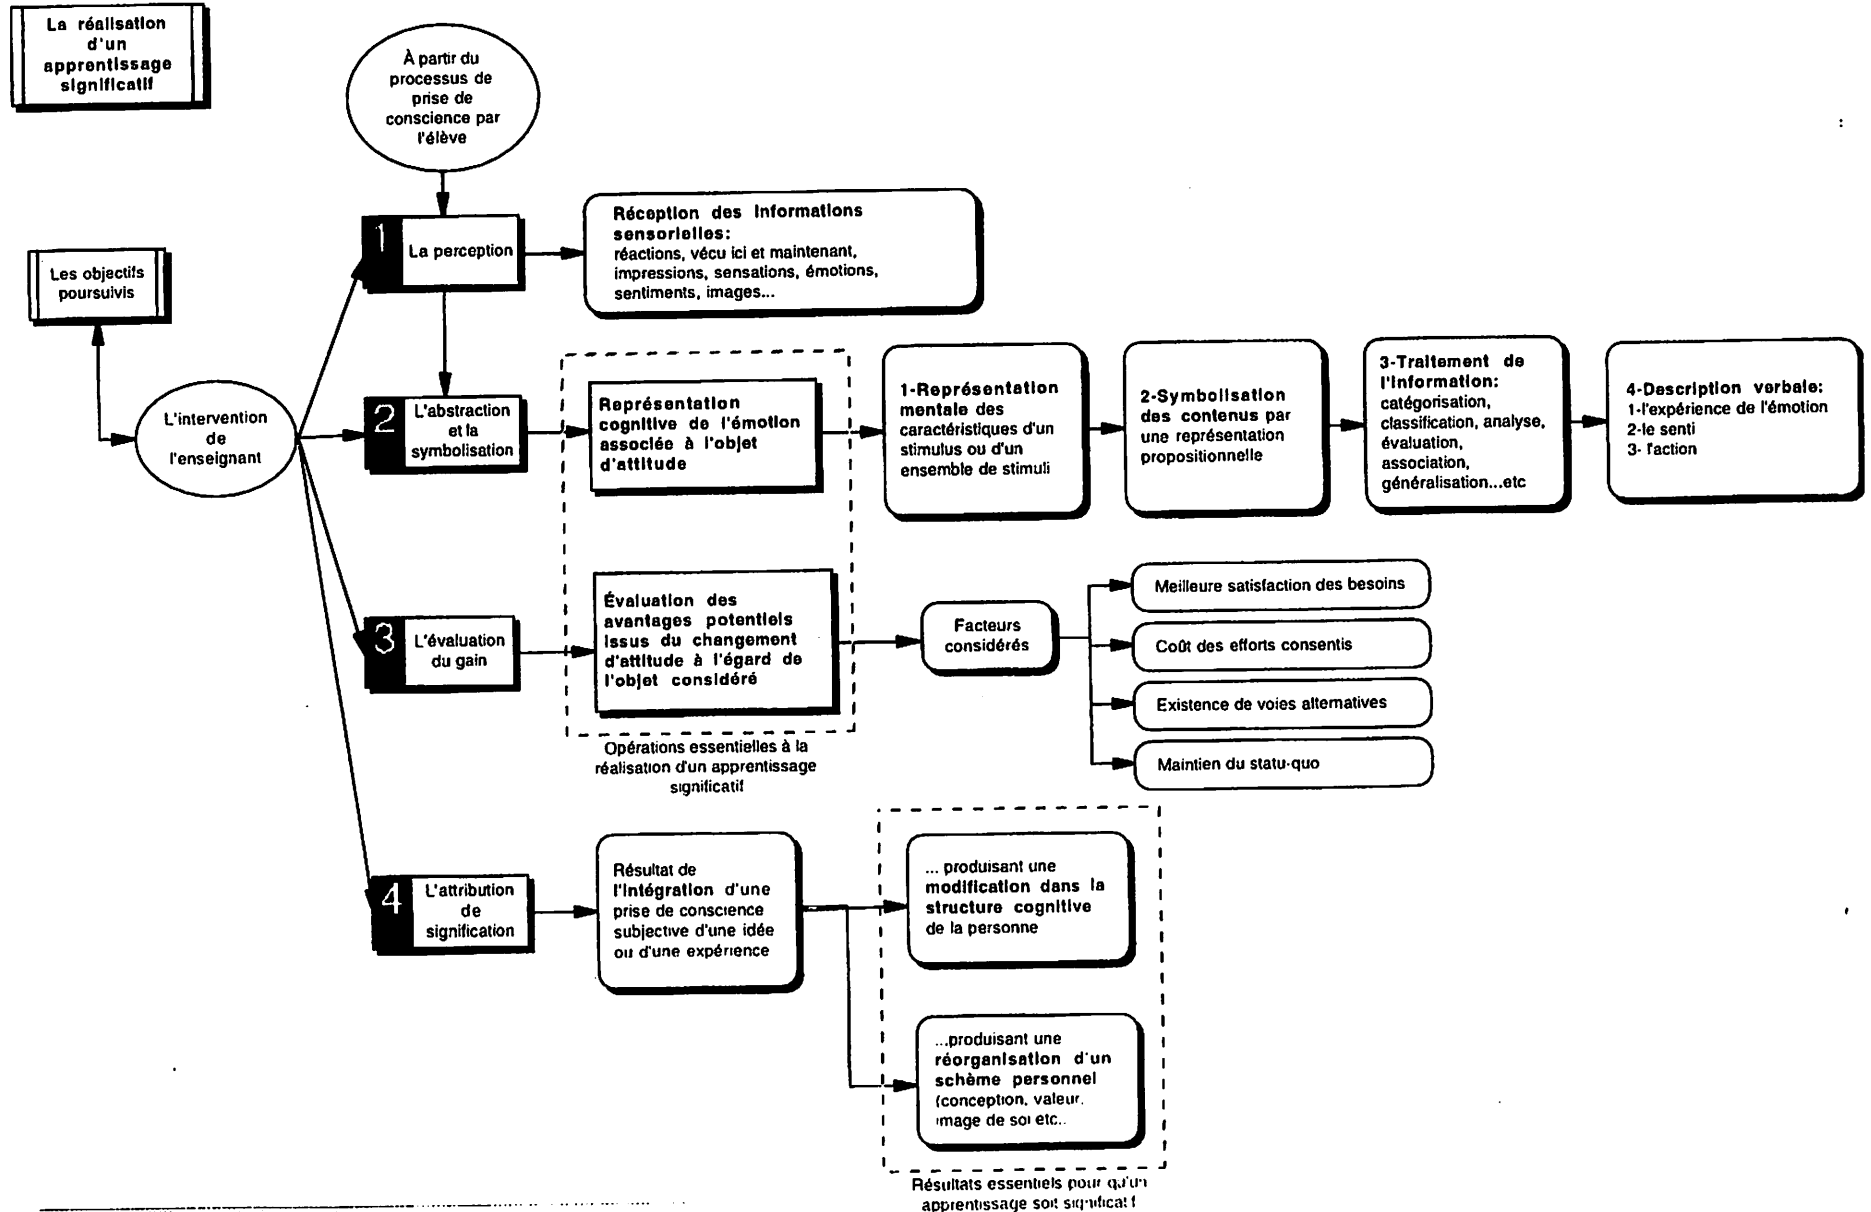 La réalisation
d'un
apprentissage
significatif
À partir du
processus de
prise de
conscience par
l'élève
1
La perception
Réception des informations
sensorielles:
réactions, vécu ici et maintenant,
impressions, sensations, émotions,
sentiments, images...
Les objectifs
poursuivis
L'intervention
de
l'enseignant
2
L'abstraction
et la
symbolisation
Représentation
cognitive de l'émotion
associée à l'objet
d'attitude
1-Représentation
mentale des
caractéristiques d'un
stimulus ou d'un
ensemble de stimuli
2-Symbolisation
des contenus par
une représentation
propositionnelle
3-Traitement de
l'information:
catégorisation,
classification, analyse,
évaluation,
association,
généralisation...etc
4-Description verbale:
1-l'expérience de l'émotion
2-le senti
3- l'action
3
L'évaluation
du gain
Évaluation des
avantages potentiels
issus du changement
d'attitude à l'égard de
l'objet considéré
Facteurs
considérés
Meilleure satisfaction des besoins
Coût des efforts consentis
Existence de voies alternatives
Maintien du statu-quo
Opérations essentielles à la
réalisation d'un apprentissage
significatif
4
L'attribution
de
signification
Résultat de
l'intégration d'une
prise de conscience
subjective d'une idée
ou d'une expérience
... produisant une
modification dans la
structure cognitive
de la personne
...produisant une
réorganisation d'un
schème personnel
(conception, valeur,
image de soi etc..
Résultats essentiels pour qu'un
apprentissage soit significatif